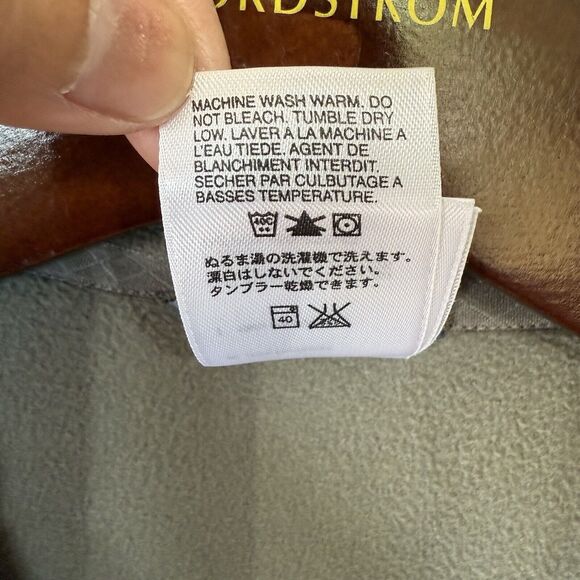 ORDSTROM
MACHINE WASH WARM. DO
NOT BLEACH. TUMBLE DRY
LOW. LAVER A LA MACHINE A
L'EAU TIEDE. AGENT DE
BLANCHIMENT INTERDIT.
SECHER PAR CULBUTAGE A
BASSES TEMPERATURE.
40C
ぬるま湯の洗濯機で洗えます。
漂白はしないでください。
タンブラー乾燥できます。
40